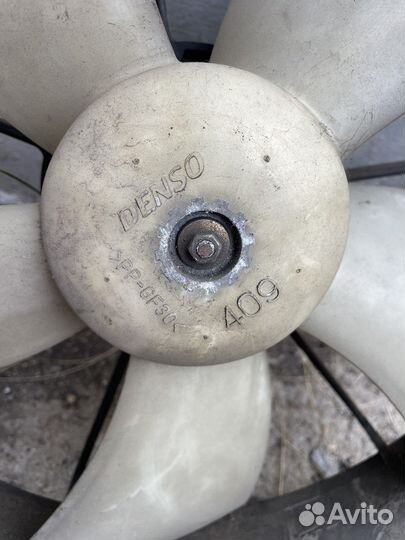 DENSO
>PP-GF30<
409
Avito